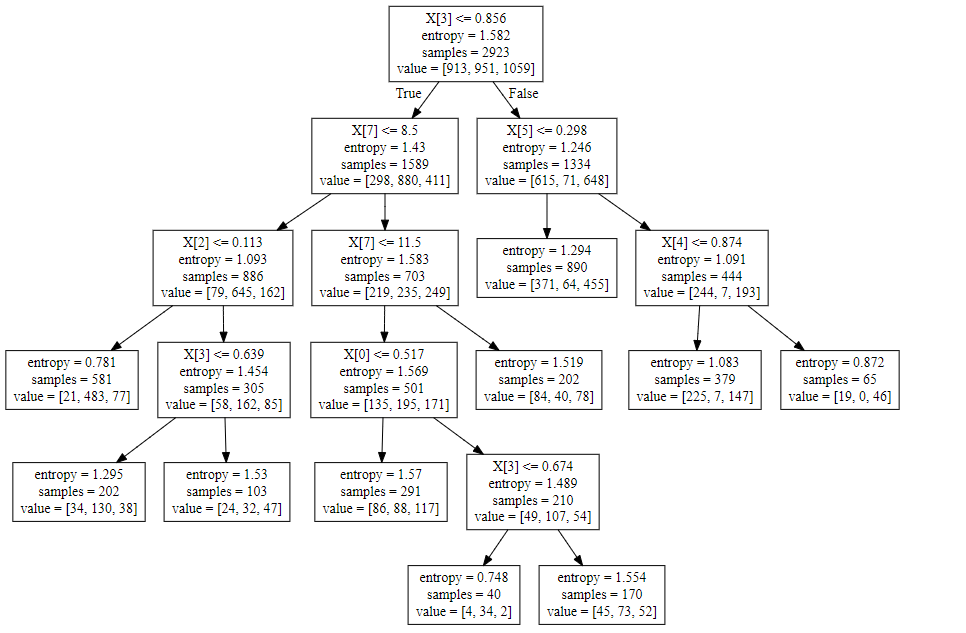 X[3] <= 0.856
entropy = 1.582
samples = 2923
value = [913, 951, 1059]
True
False
X[7] <= 8.5
entropy = 1.43
samples = 1589
value = [298, 880, 411]
X[5] <= 0.298
entropy = 1.246
samples = 1334
value = [615, 71, 648]
X[2] <= 0.113
entropy = 1.093
samples = 886
value = [79, 645, 162]
X[7] <= 11.5
entropy = 1.583
samples = 703
value = [219, 235, 249]
entropy = 1.294
samples = 890
value = [371, 64, 455]
X[4] <= 0.874
entropy = 1.091
samples = 444
value = [244, 7, 193]
entropy = 0.781
samples = 581
value = [21, 483, 77]
X[3] <= 0.639
entropy = 1.454
samples = 305
value = [58, 162, 85]
X[0] <= 0.517
entropy = 1.569
samples = 501
value = [135, 195, 171]
entropy = 1.519
samples = 202
value = [84, 40, 78]
entropy = 1.083
samples = 379
value = [225, 7, 147]
entropy = 0.872
samples = 65
value = [19, 0, 46]
entropy = 1.295
samples = 202
value = [34, 130, 38]
entropy = 1.53
samples = 103
value = [24, 32, 47]
entropy = 1.57
samples = 291
value = [86, 88, 117]
X[3] <= 0.674
entropy = 1.489
samples = 210
value = [49, 107, 54]
entropy = 0.748
samples = 40
value = [4, 34, 2]
entropy = 1.554
samples = 170
value = [45, 73, 52]